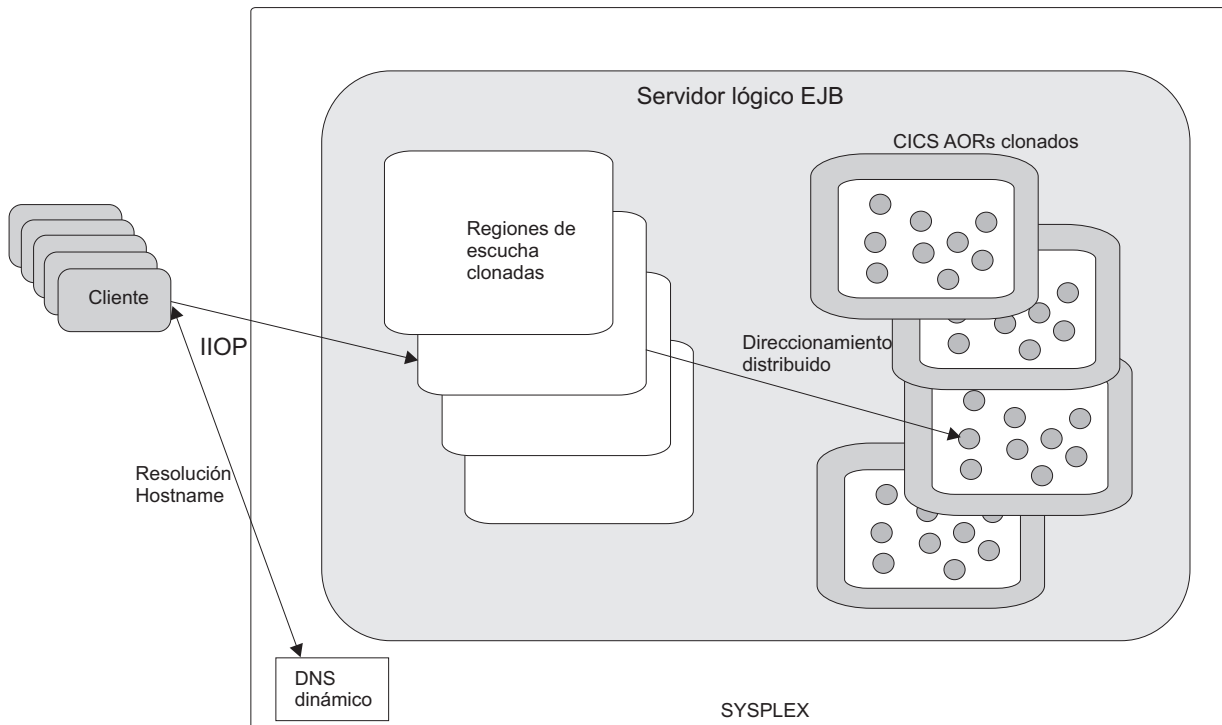 Servidor lógico EJB
CICS AORs clonados
Regiones de
escucha
clonadas
Cliente
IIOP
Direccionamiento
distribuido
Resolución
Hostname
DNS
dinámico
SYSPLEX